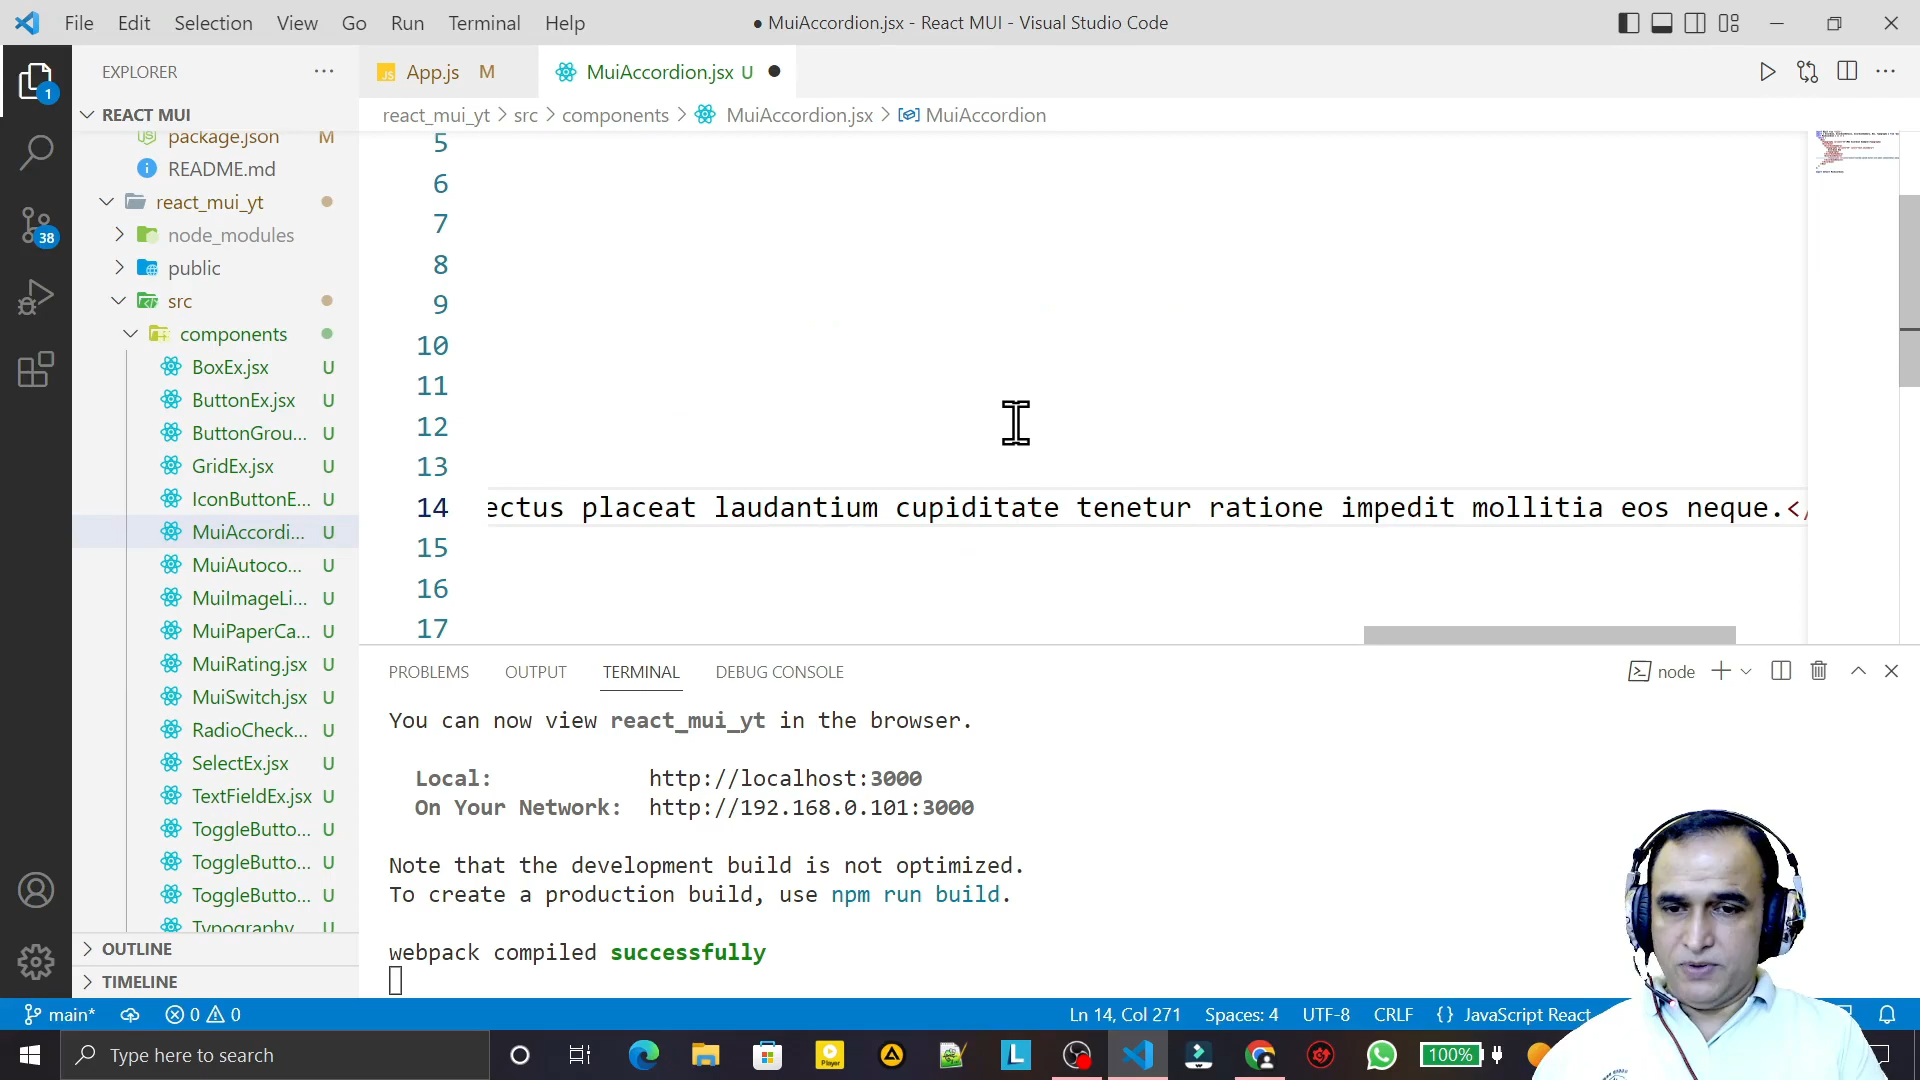 File Edit Selection View Go Run Terminal Help
● MuiAccordion.jsx - React MUI - Visual Studio Code
EXPLORER
JS App.js M
MuiAccordion.jsx U ●
REACT MUI
react_mui_yt > src > components > MuiAccordion.jsx > MuiAccordion
package.json M
README.md
react_mui_yt
node_modules
public
src
components
BoxEx.jsx U
ButtonEx.jsx U
ButtonGrou... U
GridEx.jsx U
IconButtonE... U
MuiAccordi... U
MuiAutoco... U
MuiImageLi... U
MuiPaperCa... U
MuiRating.jsx U
MuiSwitch.jsx U
RadioCheck... U
SelectEx.jsx U
TextFieldEx.jsx U
ToggleButto... U
ToggleButto... U
ToggleButto... U
Typography U
OUTLINE
TIMELINE
1
38
5
6
7
8
9
10
11
12
13
14 ectus placeat laudantium cupiditate tenetur ratione impedit mollitia eos neque.</
15
16
17
PROBLEMS OUTPUT TERMINAL DEBUG CONSOLE
node
You can now view react_mui_yt in the browser.
Local: http://localhost:3000
On Your Network: http://192.168.0.101:3000
Note that the development build is not optimized.
To create a production build, use npm run build.
webpack compiled successfully
main* 0 0
Ln 14, Col 271 Spaces: 4 UTF-8 CRLF {} JavaScript React
Type here to search
L
100%